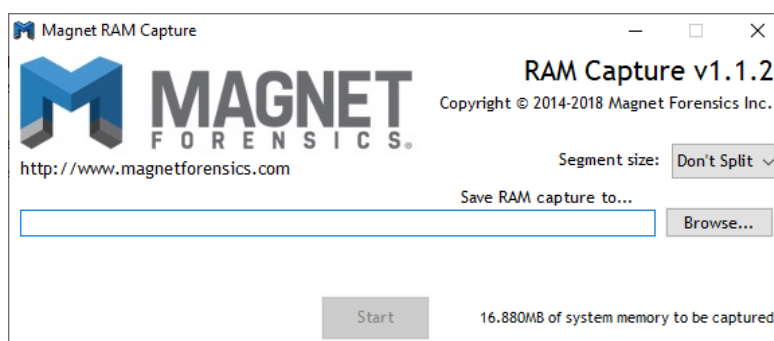 Magnet RAM Capture
MAGNET
FORENSICS®
RAM Capture v1.1.2
Copyright © 2014-2018 Magnet Forensics Inc.
http://www.magnetforensics.com
Segment size: Don't Split
Save RAM capture to...
Browse...
Start
16.880MB of system memory to be captured